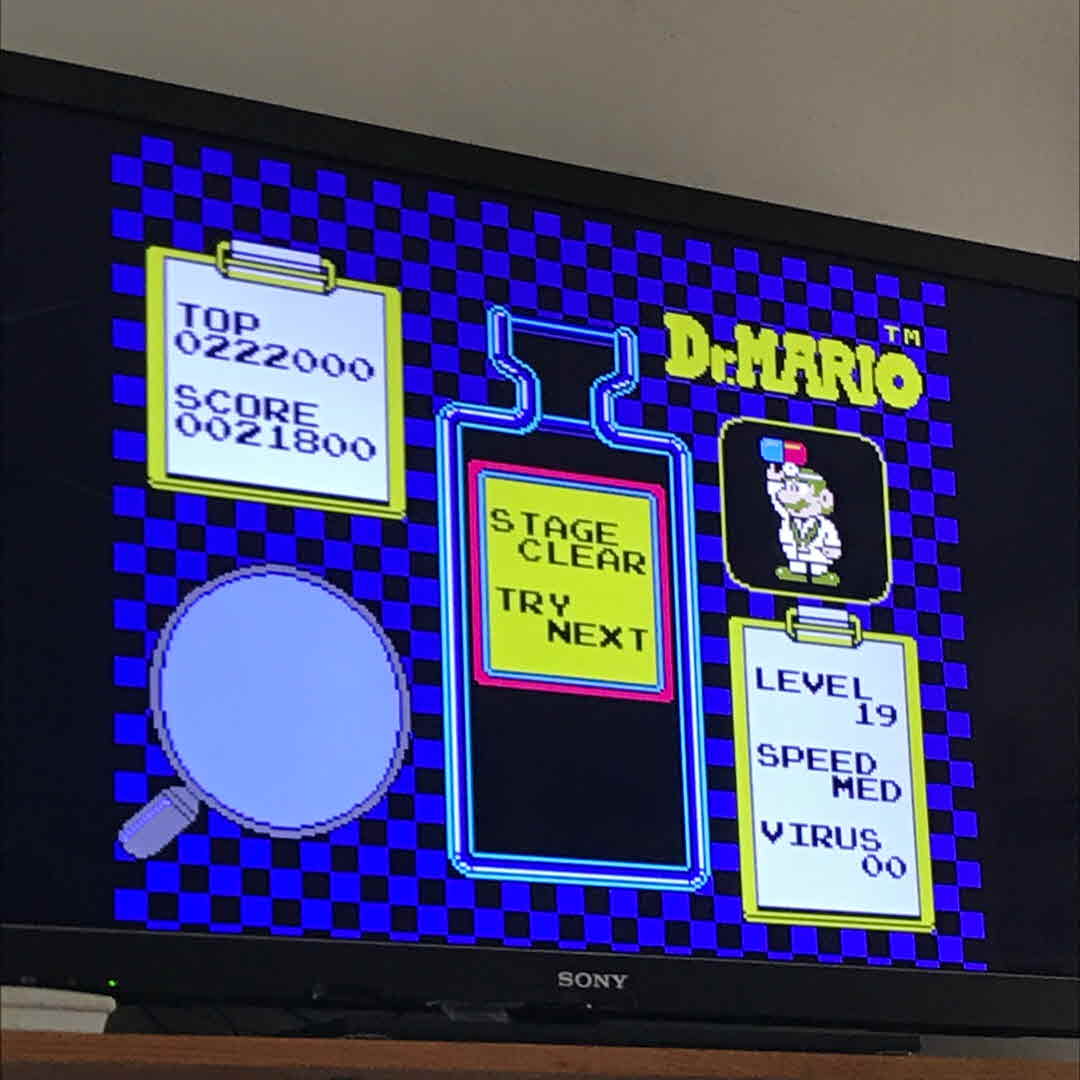 TOP
0222000
SCORE
0021800
Dr. MARIO
TM
STAGE
CLEAR
TRY
NEXT
LEVEL
19
SPEED
MED
VIRUS
00
SONY